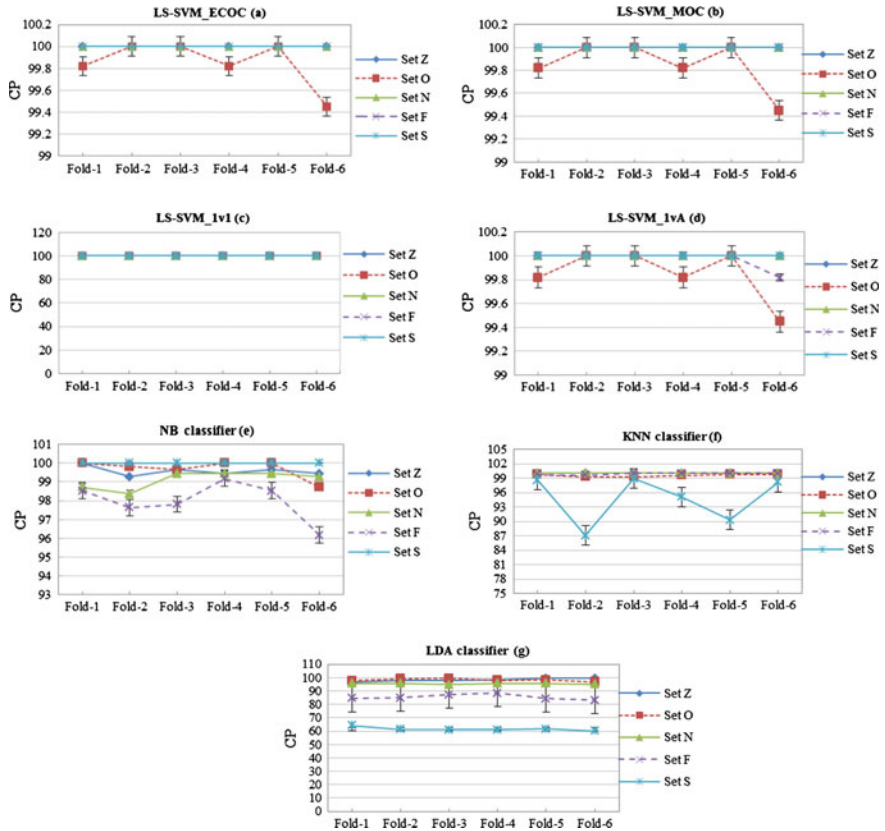 LS-SVM_ECOC (a)
CP
100.2
100
99.8
99.6
99.4
99.2
99
Fold-1 Fold-2 Fold-3 Fold-4 Fold-5 Fold-6
Set Z
Set O
Set N
Set F
Set S
LS-SVM_MOC (b)
CP
100.2
100
99.8
99.6
99.4
99.2
99
Fold-1 Fold-2 Fold-3 Fold-4 Fold-5 Fold-6
Set Z
Set O
Set N
Set F
Set S
LS-SVM_1v1 (c)
CP
120
100
80
60
40
20
0
Fold-1 Fold-2 Fold-3 Fold-4 Fold-5 Fold-6
Set Z
Set O
Set N
Set F
Set S
LS-SVM_1vA (d)
CP
100.2
100
99.8
99.6
99.4
99.2
99
Fold-1 Fold-2 Fold-3 Fold-4 Fold-5 Fold-6
Set Z
Set O
Set N
Set F
Set S
NB classifier (e)
CP
101
100
99
98
97
96
95
94
93
Fold-1 Fold-2 Fold-3 Fold-4 Fold-5 Fold-6
Set Z
Set O
Set N
Set F
Set S
KNN classifier (f)
CP
105
102
99
96
93
90
87
84
81
78
75
Fold-1 Fold-2 Fold-3 Fold-4 Fold-5 Fold-6
Set Z
Set O
Set N
Set F
Set S
LDA classifier (g)
CP
110
100
90
80
70
60
50
40
30
20
10
0
Fold-1 Fold-2 Fold-3 Fold-4 Fold-5 Fold-6
Set Z
Set O
Set N
Set F
Set S